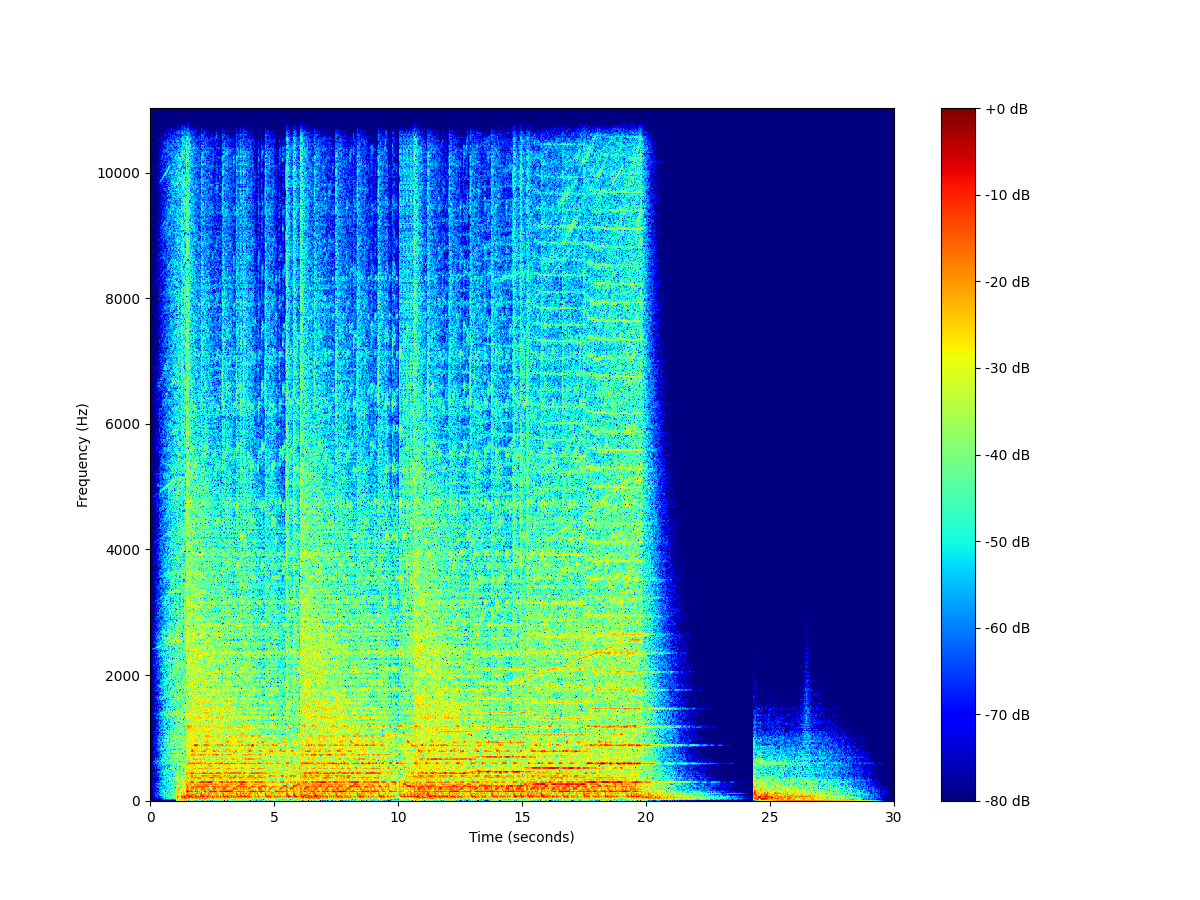 +0 dB
10000
-10 dB
8000
-20 dB
-30 dB
6000
Frequency (Hz)
-40 dB
4000
-50 dB
-60 dB
2000
-70 dB
0
-80 dB
0 5 10 15 20 25 30
Time (seconds)